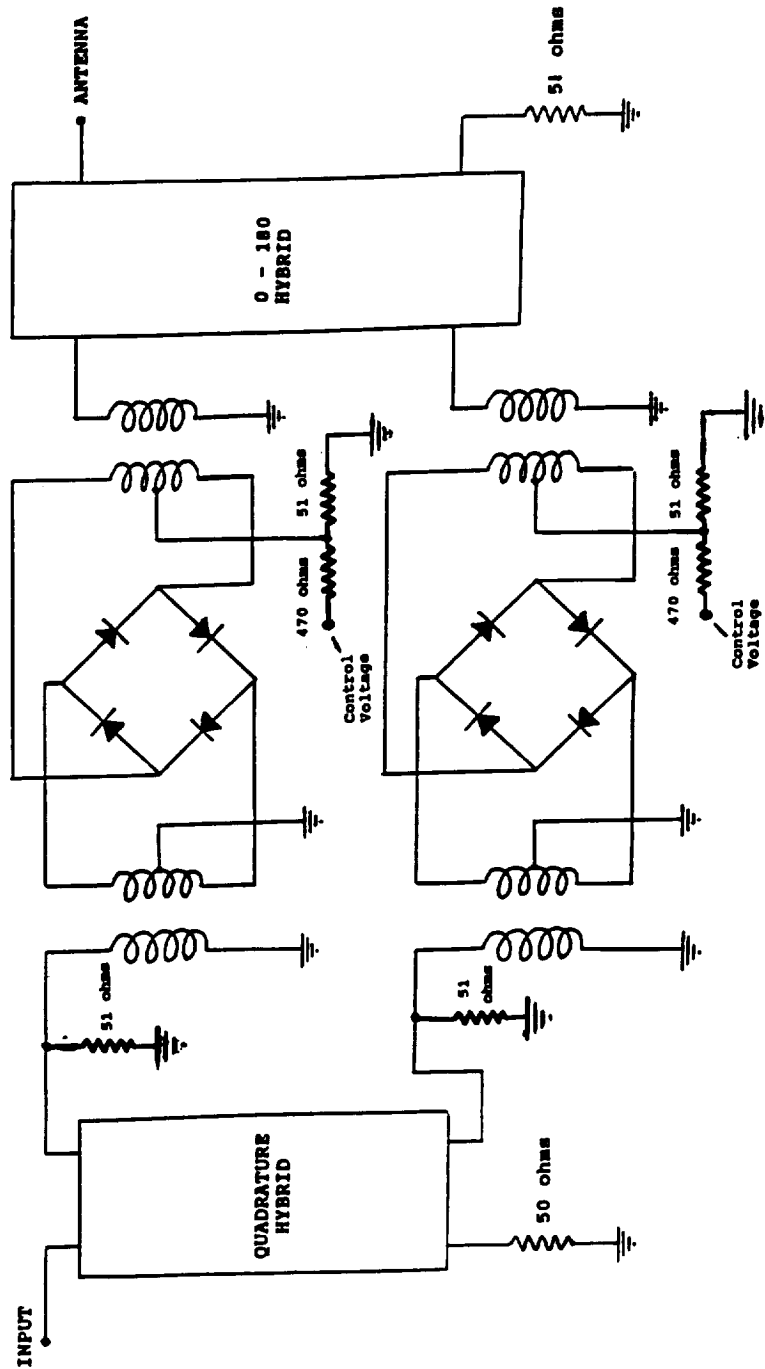 INPUT
QUADRATURE
HYBRID
50 ohms
51 ohms
51
ohms
470 ohms
51 ohms
Control
Voltage
470 ohms
51 ohms
Control
Voltage
0 - 180
HYBRID
ANTENNA
51 ohms